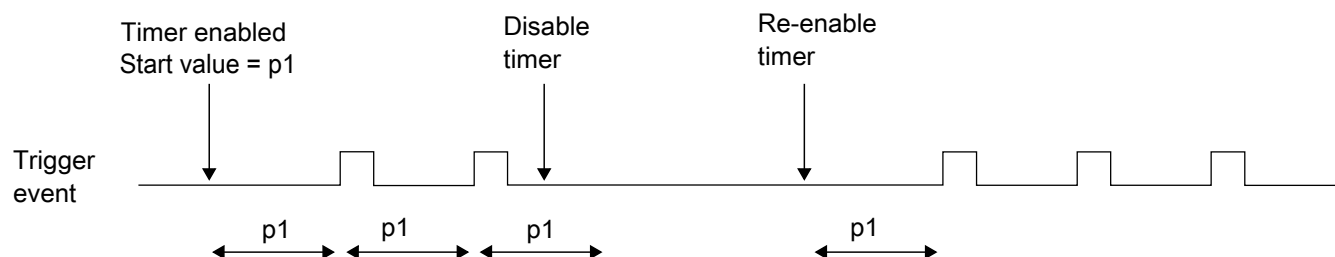 Timer enabled
Start value = p1
Disable
timer
Re-enable
timer
Trigger
event
p1
p1
p1
p1